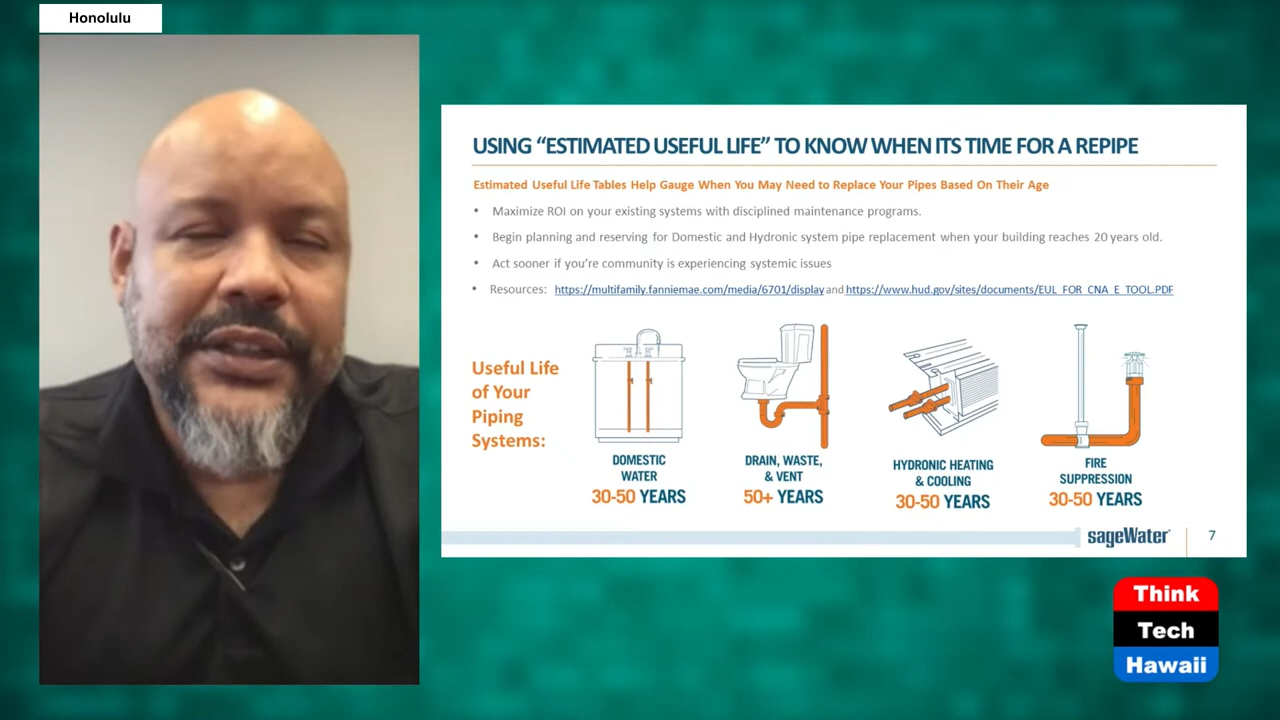 Honolulu
USING “ESTIMATED USEFUL LIFE” TO KNOW WHEN ITS TIME FOR A REPIPE
Estimated Useful Life Tables Help Gauge When You May Need to Replace Your Pipes Based On Their Age
• Maximize ROI on your existing systems with disciplined maintenance programs.
• Begin planning and reserving for Domestic and Hydronic system pipe replacement when your building reaches 20 years old.
• Act sooner if you’re community is experiencing systemic issues
• Resources: https://multifamily.fanniemae.com/media/6701/display and https://www.hud.gov/sites/documents/EUL_FOR_CNA_E_TOOL.PDF
Useful Life
of Your
Piping
Systems:
DOMESTIC
WATER
30-50 YEARS
DRAIN, WASTE,
& VENT
50+ YEARS
HYDRONIC HEATING
& COOLING
30-50 YEARS
FIRE
SUPPRESSION
30-50 YEARS
sageWater
7
Think
Tech
Hawaii